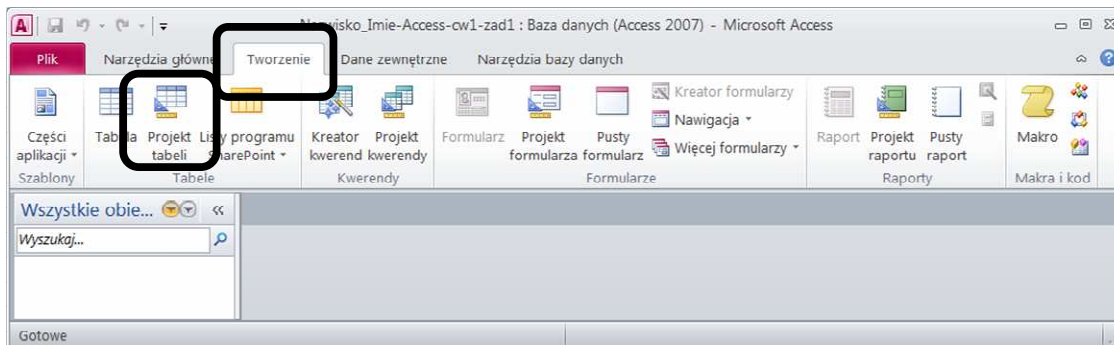 Nazwisko_Imie-Access-cw1-zad1 : Baza danych (Access 2007) - Microsoft Access
Plik Narzędzia główne Tworzenie Dane zewnętrzne Narzędzia bazy danych
Części aplikacji
Tabela
Projekt tabeli
Listy programu SharePoint
Kreator kwerend
Projekt kwerendy
Formularz
Projekt formularza
Pusty formularz
Kreator formularzy
Nawigacja
Więcej formularzy
Raport
Projekt raportu
Pusty raport
Makro
Szablony Tabele Kwerendy Formularze Raporty Makra i kod
Wszystkie obie...
Wyszukaj...
Gotowe